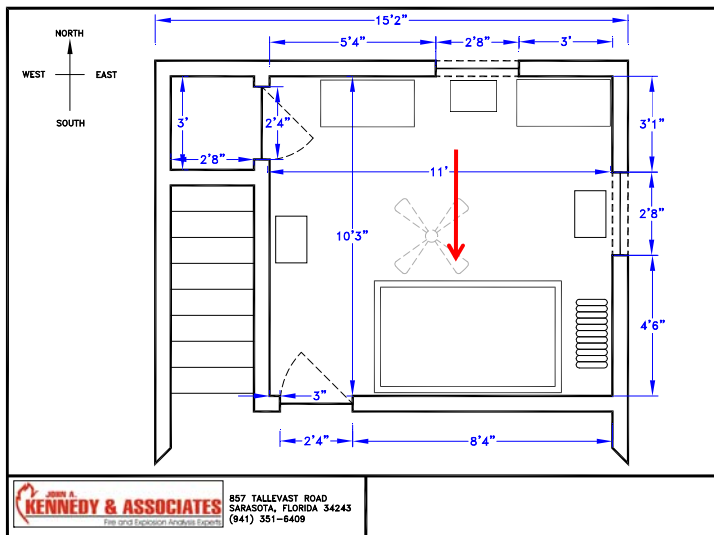 15'2"
NORTH
5'4" 2'8" 3'
WEST EAST
SOUTH
3' 2'4" 3'1"
2'8" 11'
2'8"
10'3"
4'6"
3"
2'4" 8'4"
JOHN A.
KENNEDY & ASSOCIATES
Fire and Explosion Analysis Experts
857 TALLEVAST ROAD
SARASOTA, FLORIDA 34243
(941) 351-6409